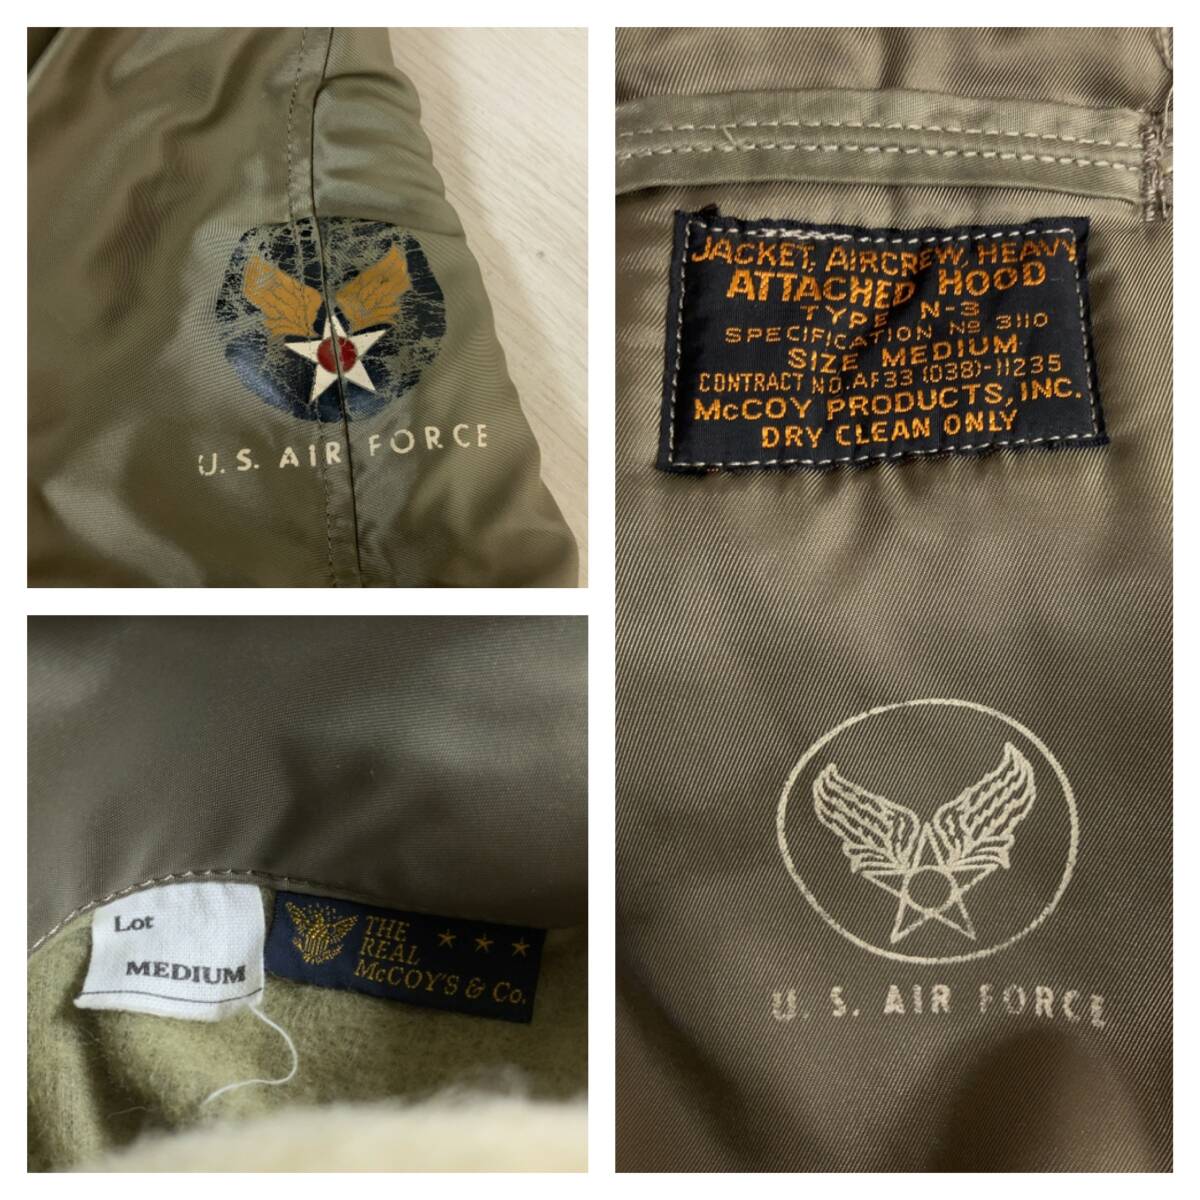 U.S. AIR FORCE
Lot
MEDIUM
THE
REAL
McCOY'S & Co.
JACKET, AIRCREW, HEAVY
ATTACHED HOOD
TYPE N-3
SPECIFICATION No 3110
SIZE MEDIUM
CONTRACT NO. AF33 (038)-11235
McCOY PRODUCTS, INC.
DRY CLEAN ONLY
U. S. AIR FORCE